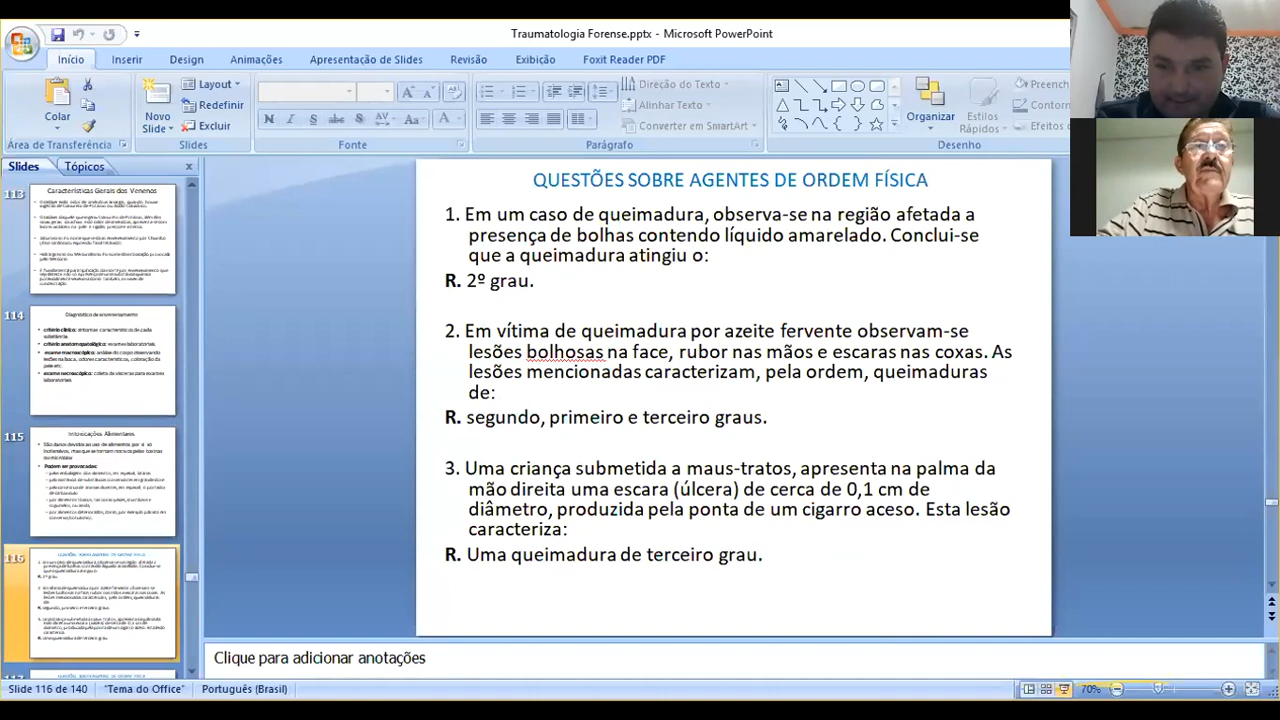 Traumatologia Forense.pptx - Microsoft PowerPoint
Início Inserir Design Animações Apresentação de Slides Revisão Exibição Foxit Reader PDF
Colar
Novo Slide
Layout
Redefinir
Excluir
Direção do Texto
Alinhar Texto
Converter em SmartArt
Organizar
Estilos Rápidos
Preench
Contorn
Efeitos
Área de Transferência Slides Fonte Parágrafo Desenho
Slides Tópicos
113
Características Gerais dos Venenos
114
Diagnóstico de envenenamento
115
Intoxicações Alimentares
Podem ser provocadas:
116
QUESTÕES SOBRE AGENTES DE ORDEM FÍSICA
1. Em um caso de queimadura, observa-se na região afetada a
presença de bolhas contendo líquido amarelado. Conclui-se
que a queimadura atingiu o:
R. 2º grau.
2. Em vítima de queimadura por azeite fervente observam-se
lesões bulhosas na face, rubor nas mãos e escaras nas coxas. As
lesões mencionadas caracterizam, pela ordem, queimaduras
de:
R. segundo, primeiro e terceiro graus.
3. Uma criança submetida a maus-tratos, apresenta na palma da
mão direita uma escara (úlcera) de cerca de 0,1 cm de
diâmetro, produzida pela ponta de um cigarro aceso. Esta lesão
caracteriza:
R. Uma queimadura de terceiro grau.
Clique para adicionar anotações
Slide 116 de 140 "Tema do Office" Português (Brasil) 70%